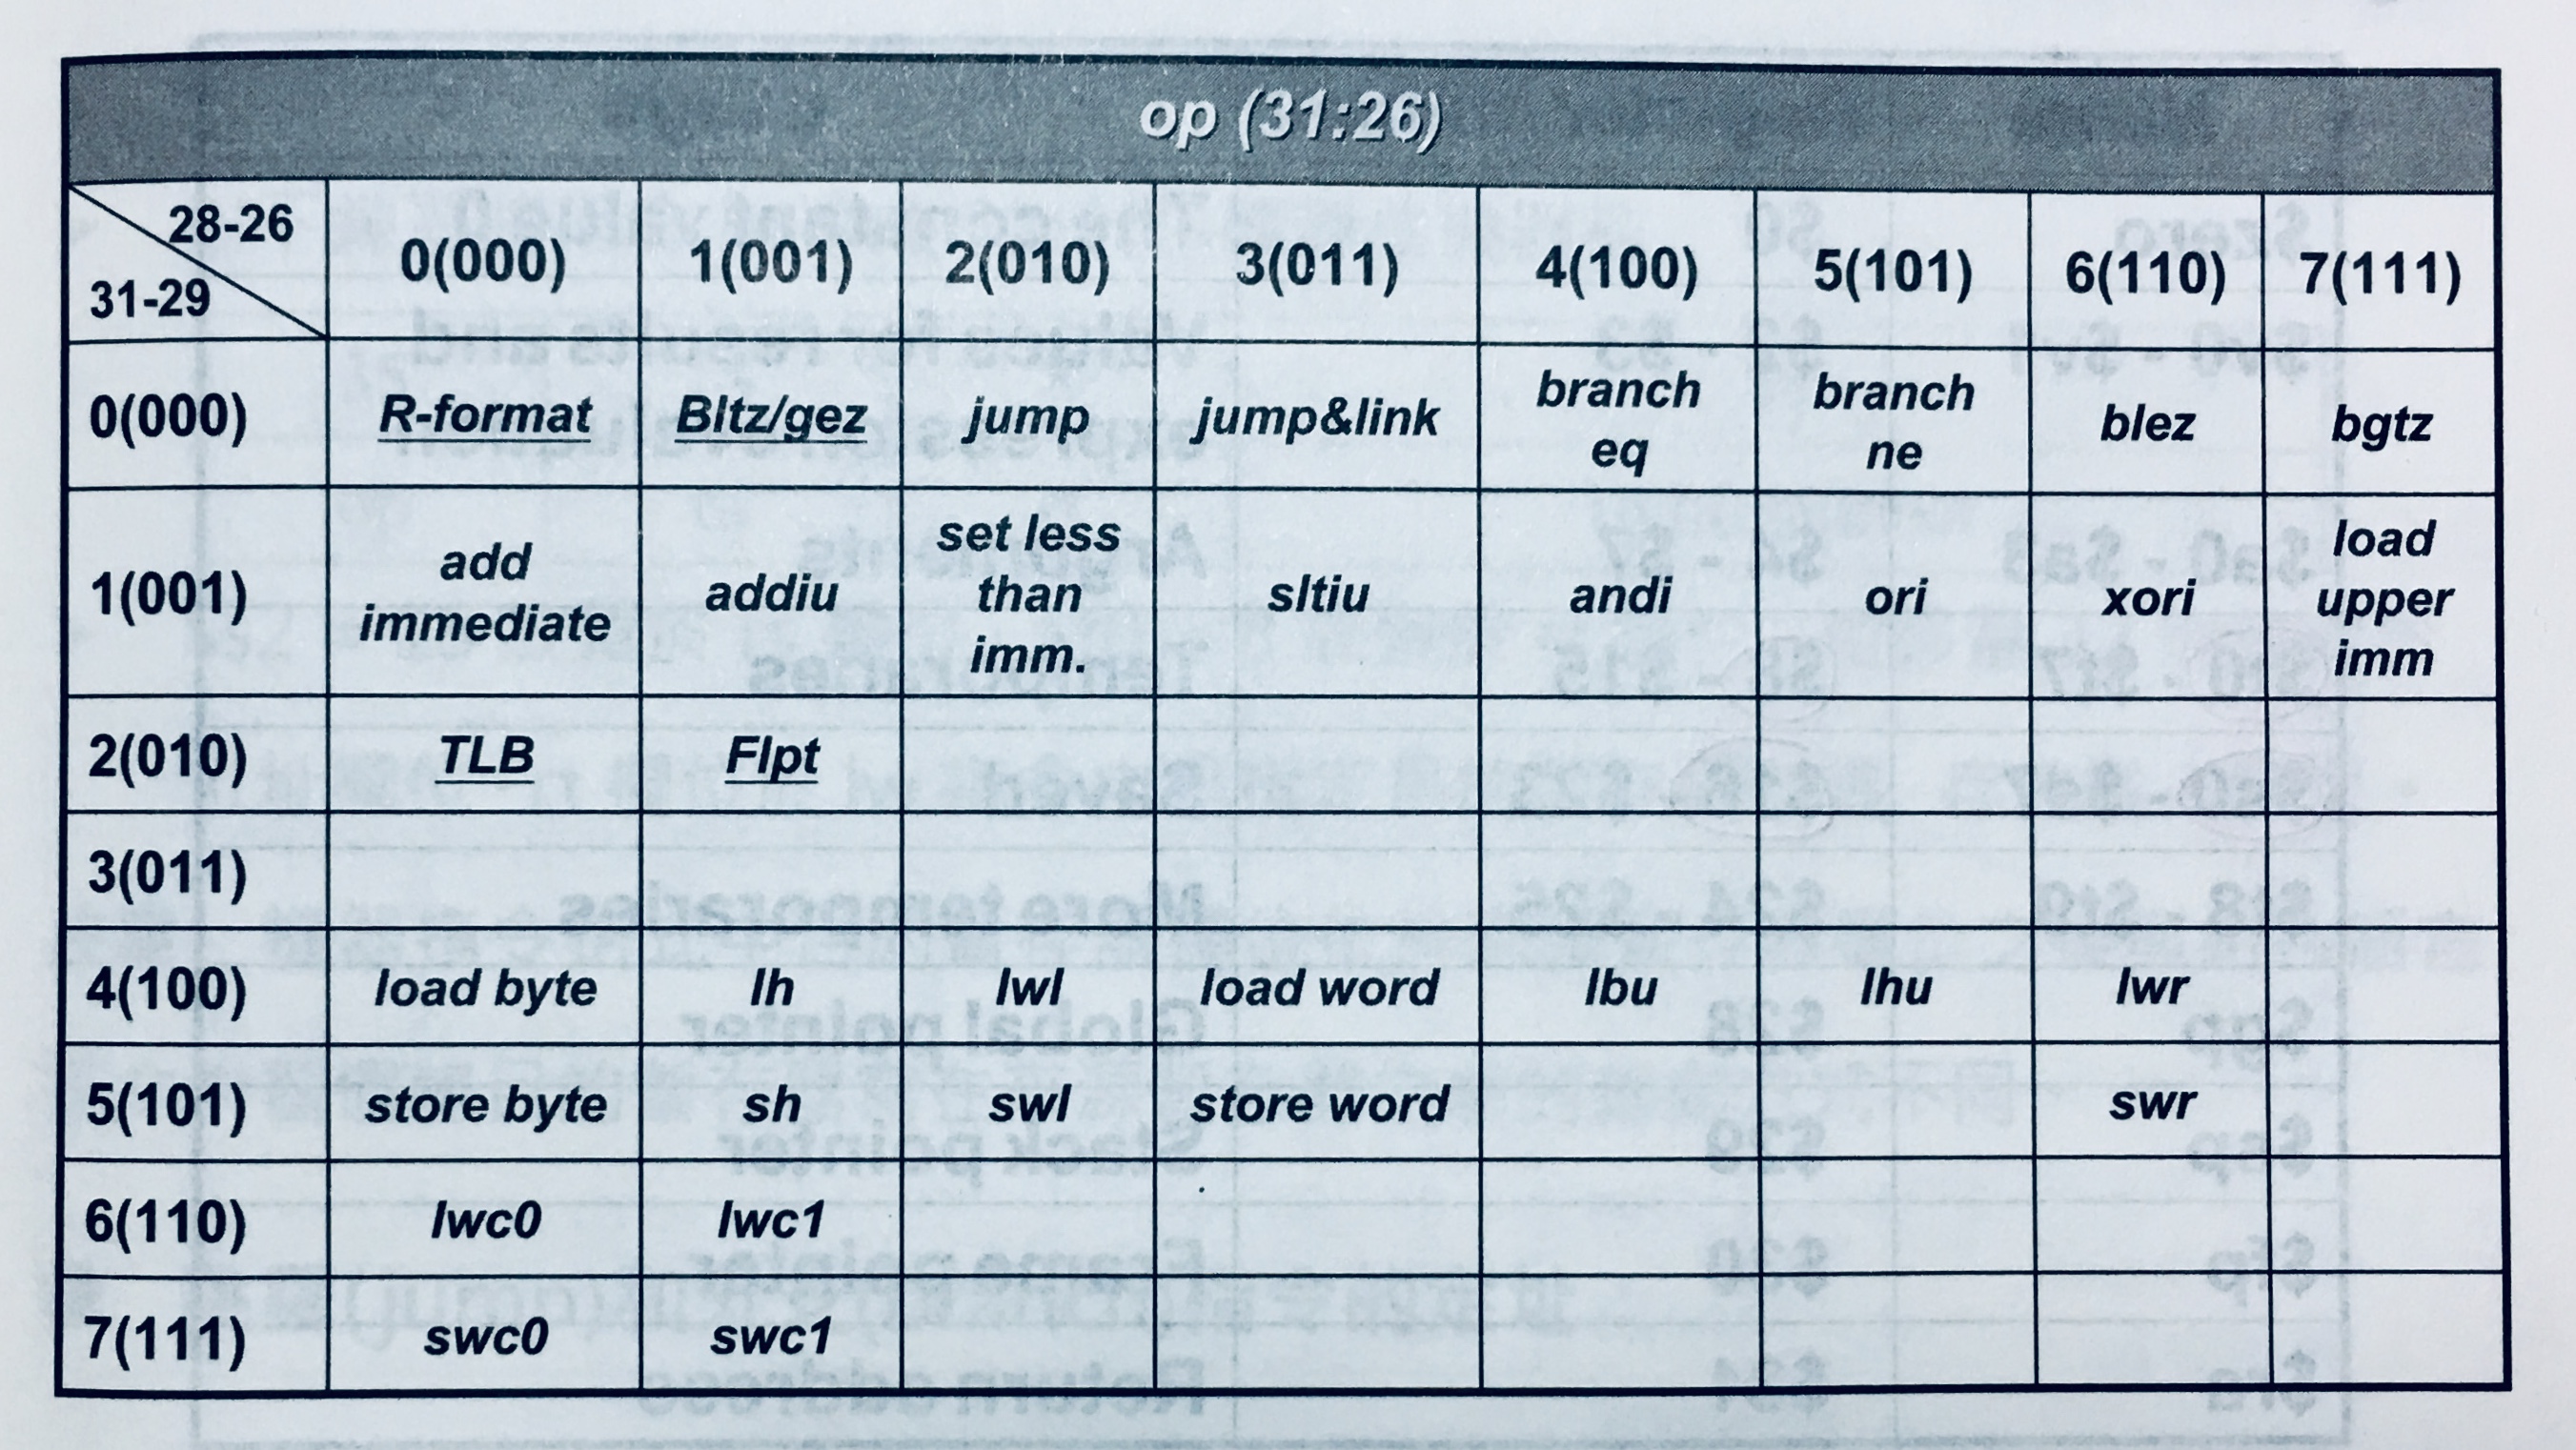 op (31:26)
28-26
31-29
0(000) 1(001) 2(010) 3(011) 4(100) 5(101) 6(110) 7(111)
0(000) R-format Bltz/gez jump jump&link branch eq branch ne blez bgtz
1(001) add immediate addiu set less than imm. sltiu andi ori xori load upper imm
2(010) TLB Flpt
3(011)
4(100) load byte lh lwl load word lbu lhu lwr
5(101) store byte sh swl store word swr
6(110) lwc0 lwc1
7(111) swc0 swc1